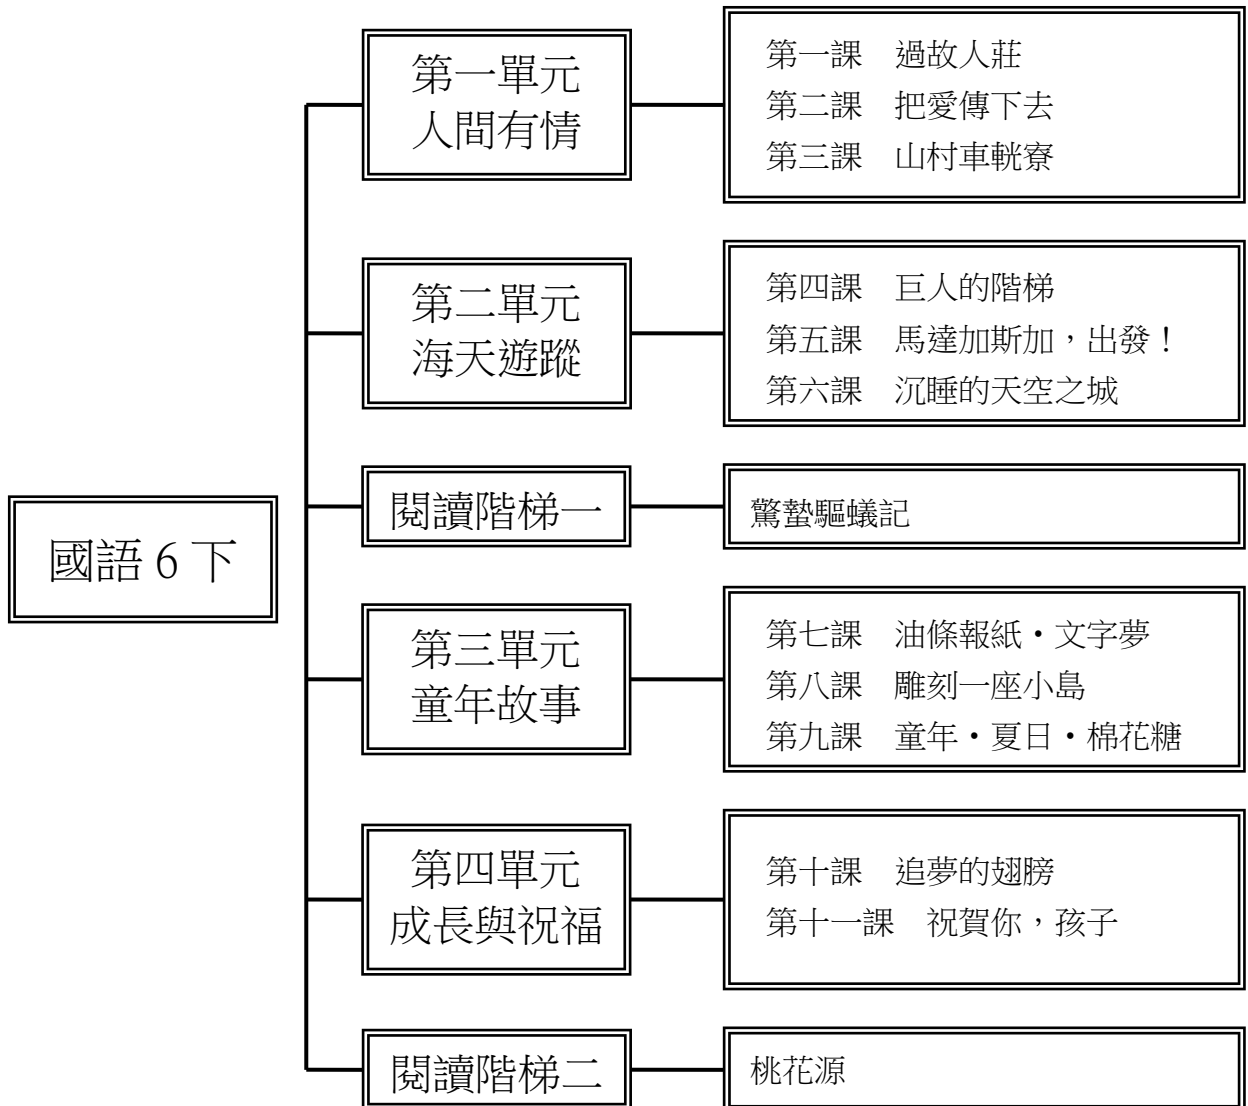 國語 6 下
第一單元
人間有情
第一課　過故人莊
第二課　把愛傳下去
第三課　山村車輄寮
第二單元
海天遊蹤
第四課　巨人的階梯
第五課　馬達加斯加，出發！
第六課　沉睡的天空之城
閱讀階梯一
驚蟄驅蟻記
第三單元
童年故事
第七課　油條報紙・文字夢
第八課　雕刻一座小島
第九課　童年・夏日・棉花糖
第四單元
成長與祝福
第十課　追夢的翅膀
第十一課　祝賀你，孩子
閱讀階梯二
桃花源